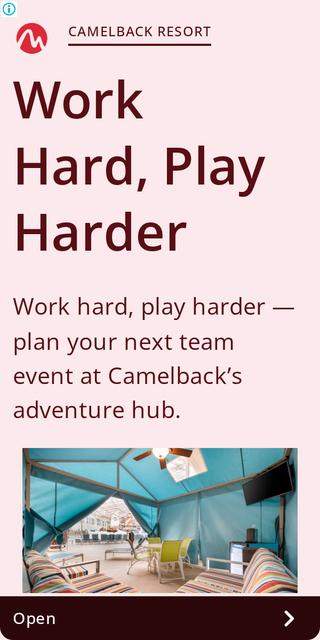 CAMELBACK RESORT
Work
Hard, Play
Harder
Work hard, play harder —
plan your next team
event at Camelback’s
adventure hub.
Open